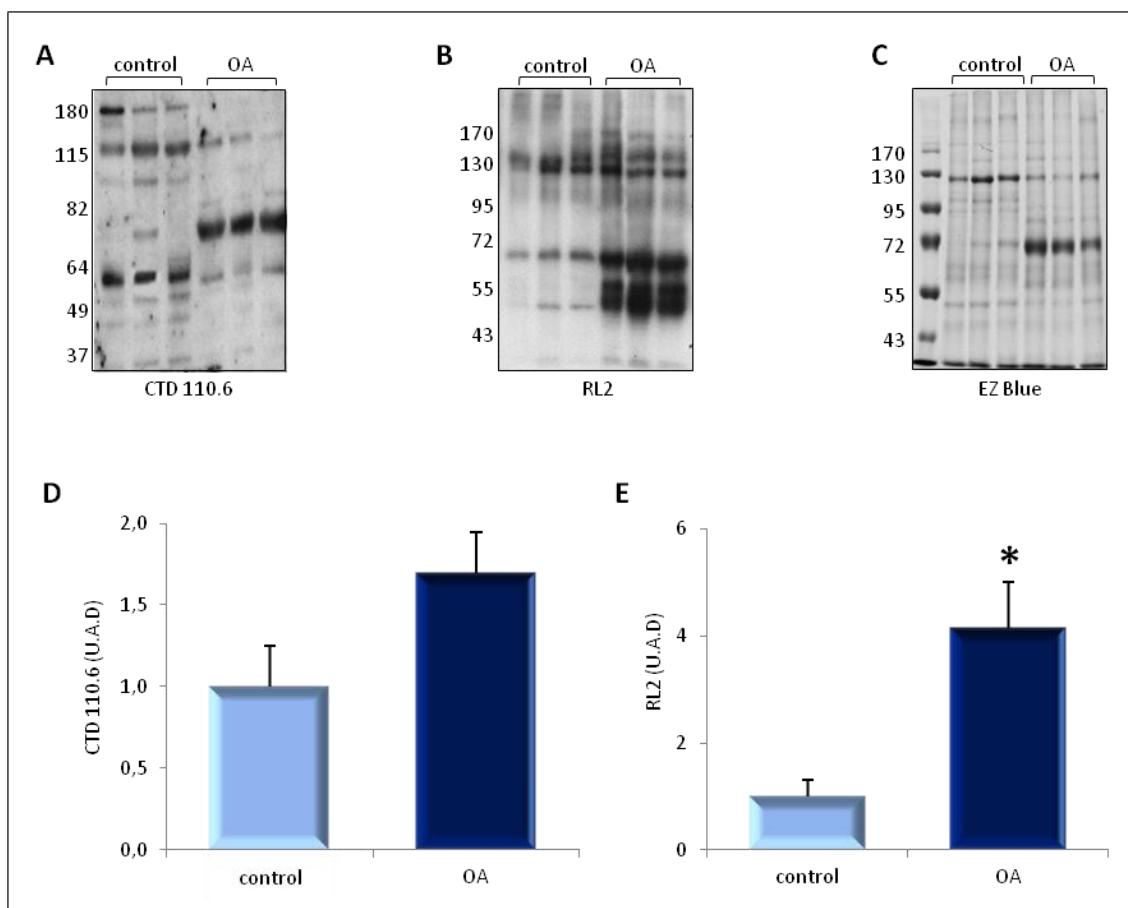 A
control OA
180
115
82
64
49
37
CTD 110.6
B
control OA
170
130
95
72
55
43
RL2
C
control OA
170
130
95
72
55
43
EZ Blue
D
CTD 110.6 (U.A.D)
2,0
1,5
1,0
0,5
0,0
control OA
E
RL2 (U.A.D)
6
4
2
0
*
control OA